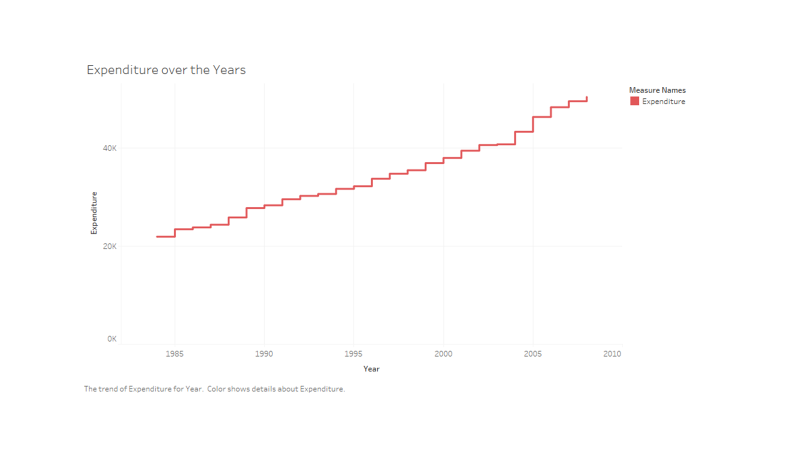 Expenditure over the Years
Measure Names
Expenditure
40K
20K
0K
Expenditure
1985 1990 1995 2000 2005 2010
Year
The trend of Expenditure for Year. Color shows details about Expenditure.